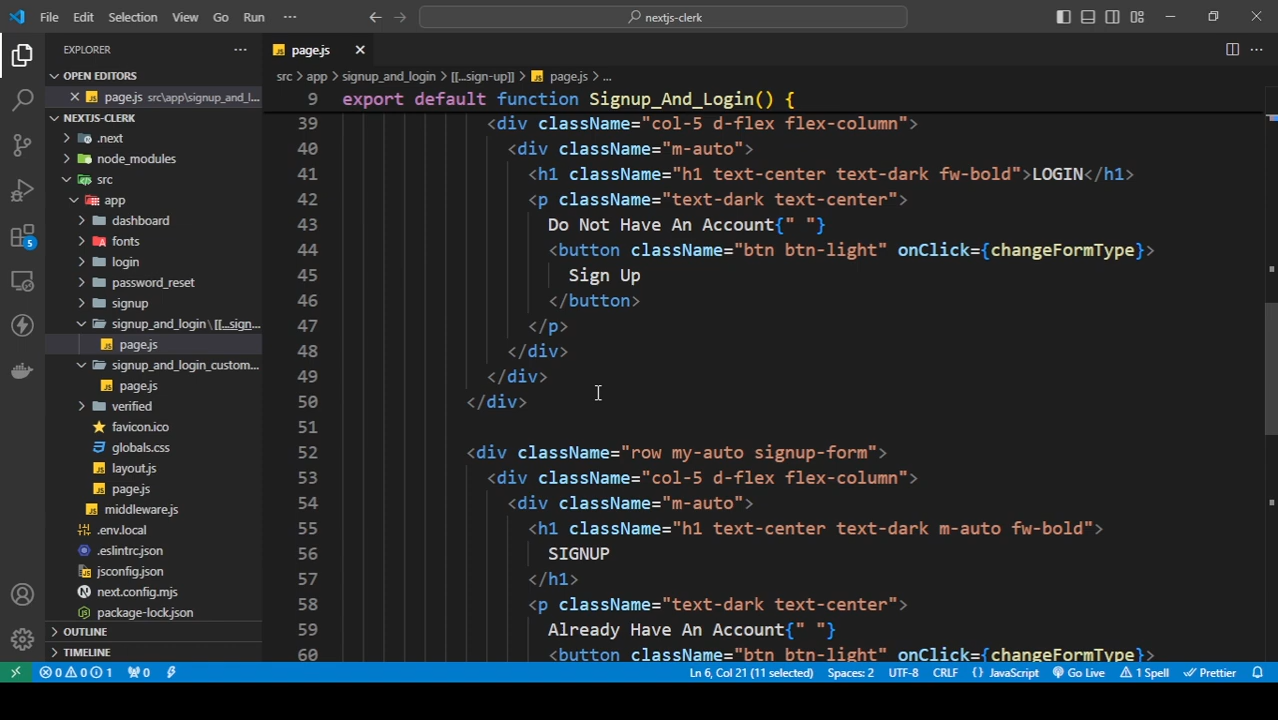 File Edit Selection View Go Run ··· nextjs-clerk
EXPLORER ···
OPEN EDITORS
page.js src\app\signup_and_l...
NEXTJS-CLERK
.next
node_modules
src
app
dashboard
fonts
login
password_reset
signup
signup_and_login\[[...sign...
page.js
signup_and_login_custom...
page.js
verified
favicon.ico
globals.css
layout.js
page.js
middleware.js
.env.local
.eslintrc.json
jsconfig.json
next.config.mjs
package-lock.json
OUTLINE
TIMELINE
5
JS page.js
src > app > signup_and_login > [[...sign-up]] > JS page.js > ...
9 export default function Signup_And_Login() {
39 <div className="col-5 d-flex flex-column">
40 <div className="m-auto">
41 <h1 className="h1 text-center text-dark fw-bold">LOGIN</h1>
42 <p className="text-dark text-center">
43 Do Not Have An Account{" "}
44 <button className="btn btn-light" onClick={changeFormType}>
45 Sign Up
46 </button>
47 </p>
48 </div>
49 </div>
50 </div>
51
52 <div className="row my-auto signup-form">
53 <div className="col-5 d-flex flex-column">
54 <div className="m-auto">
55 <h1 className="h1 text-center text-dark m-auto fw-bold">
56 SIGNUP
57 </h1>
58 <p className="text-dark text-center">
59 Already Have An Account{" "}
60 <button className="btn btn-light" onClick={changeFormType}>
0 0 1 0 Ln 6, Col 21 (11 selected) Spaces: 2 UTF-8 CRLF {} JavaScript Go Live 1 Spell Prettier